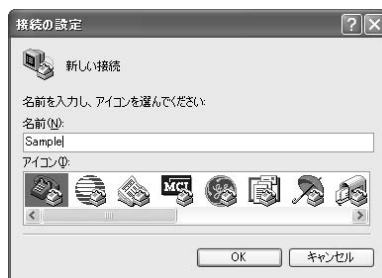 接続の設定
新しい接続
名前を入力し、アイコンを選んでください:
名前(N):
Sample
アイコン(I):
MCI
OK
キャンセル